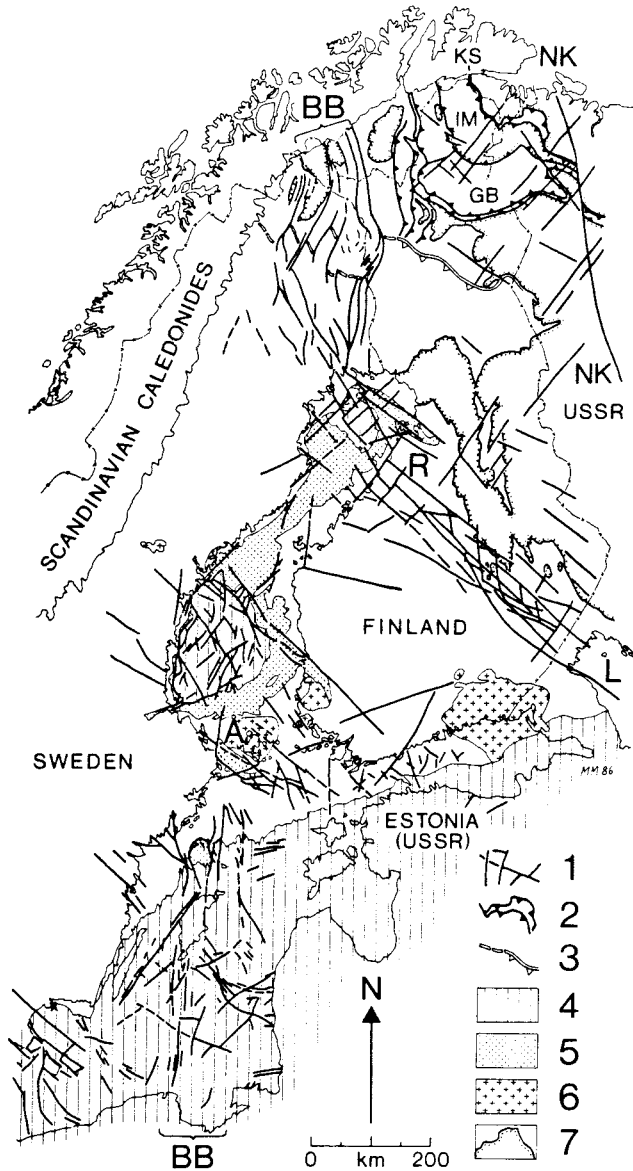 KS
NK
BB
IM
GB
SCANDINAVIAN CALEDONIDES
NK
USSR
R
FINLAND
L
A
SWEDEN
MM 86
ESTONIA
(USSR)
1
2
3
N
4
5
6
7
BB
0 km 200